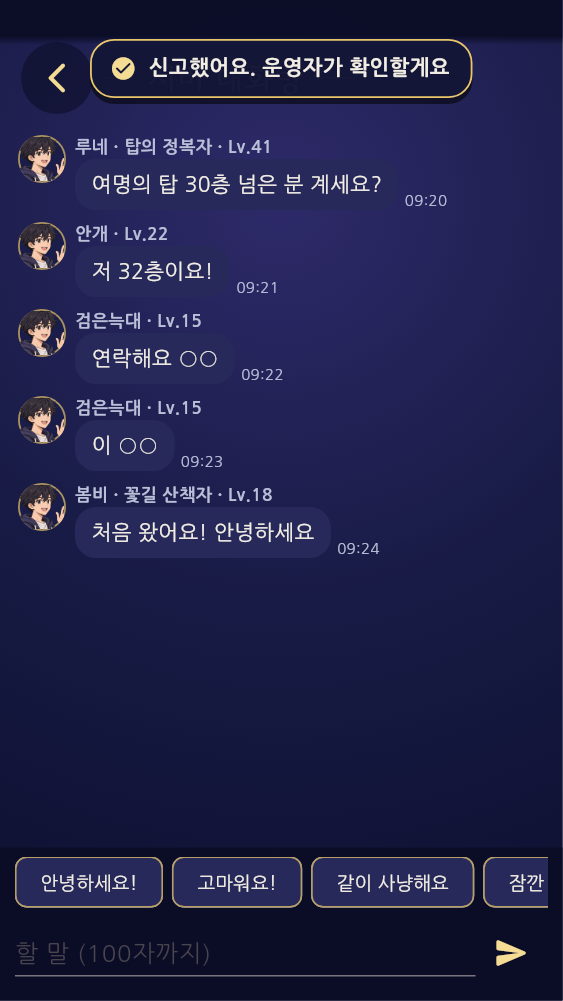 신고했어요. 운영자가 확인할게요
루네 · 탑의 정복자 · Lv.41
여명의 탑 30층 넘은 분 계세요?
09:20
안개 · Lv.22
저 32층이요!
09:21
검은늑대 · Lv.15
연락해요 ○○
09:22
검은늑대 · Lv.15
이 ○○
09:23
봄비 · 꽃길 산책자 · Lv.18
처음 왔어요! 안녕하세요
09:24
안녕하세요!
고마워요!
같이 사냥해요
잠깐
할 말 (100자까지)